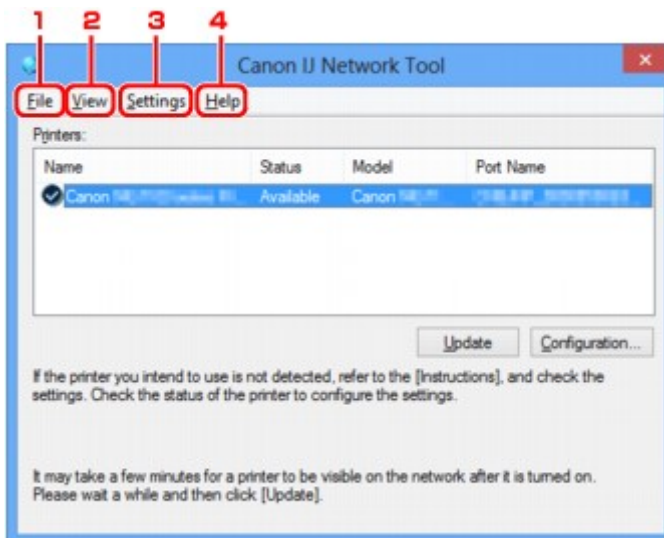 1 2 3 4
Canon IJ Network Tool
File View Settings Help
Printers:
Name Status Model Port Name
Canon Available Canon
Update Configuration...
If the printer you intend to use is not detected, refer to the [Instructions], and check the
settings. Check the status of the printer to configure the settings.
It may take a few minutes for a printer to be visible on the network after it is turned on.
Please wait a while and then click [Update].